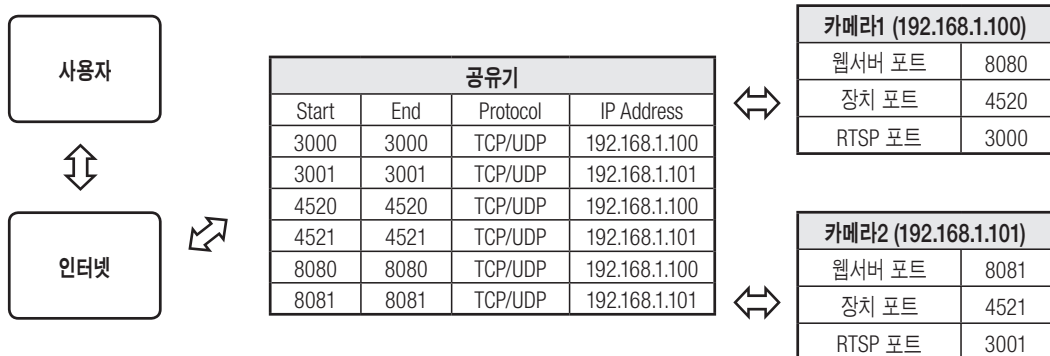 사용자
인터넷
공유기
Start End Protocol IP Address
3000 3000 TCP/UDP 192.168.1.100
3001 3001 TCP/UDP 192.168.1.101
4520 4520 TCP/UDP 192.168.1.100
4521 4521 TCP/UDP 192.168.1.101
8080 8080 TCP/UDP 192.168.1.100
8081 8081 TCP/UDP 192.168.1.101
카메라1 (192.168.1.100)
웹서버 포트 8080
장치 포트 4520
RTSP 포트 3000
카메라2 (192.168.1.101)
웹서버 포트 8081
장치 포트 4521
RTSP 포트 3001